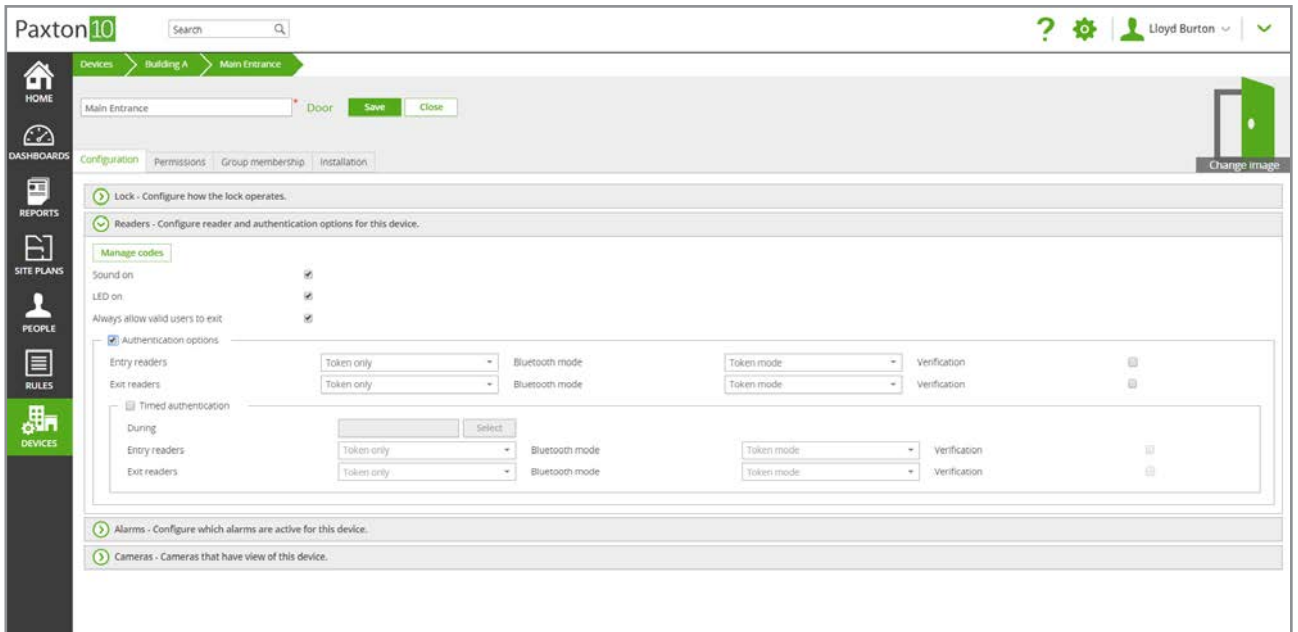 Paxton10
Search
Lloyd Burton
HOME
DASHBOARDS
REPORTS
SITE PLANS
PEOPLE
RULES
DEVICES
Devices Building A Main Entrance
Main Entrance * Door Save Close
Change image
Configuration Permissions Group membership Installation
Lock - Configure how the lock operates.
Readers - Configure reader and authentication options for this device.
Manage codes
Sound on
LED on
Always allow valid users to exit
Authentication options
Entry readers Token only Bluetooth mode Token mode Verification
Exit readers Token only Bluetooth mode Token mode Verification
Timed authentication
During Select
Entry readers Token only Bluetooth mode Token mode Verification
Exit readers Token only Bluetooth mode Token mode Verification
Alarms - Configure which alarms are active for this device.
Cameras - Cameras that have view of this device.